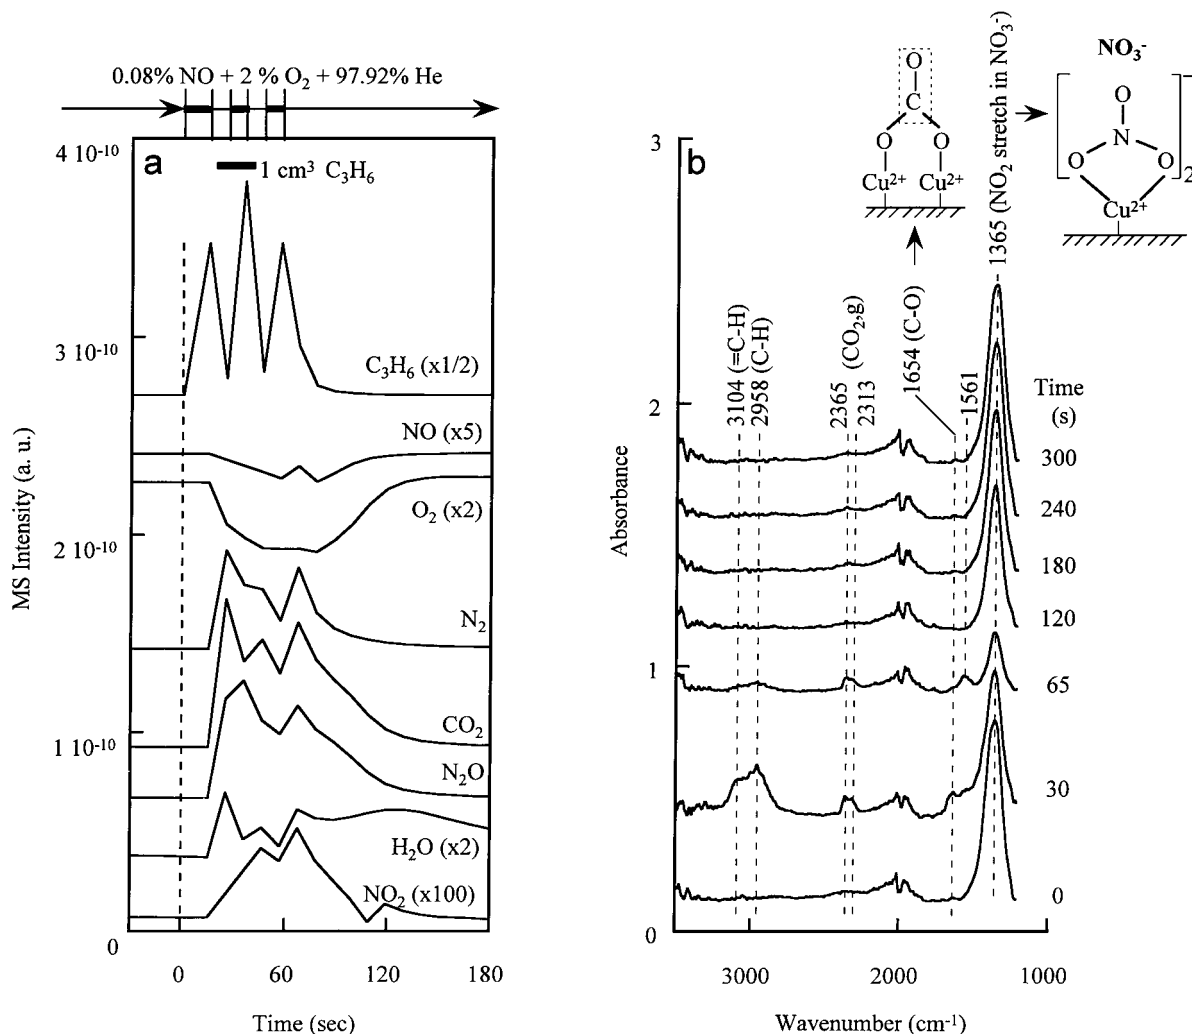 0.08% NO + 2 % O₂ + 97.92% He
4 10⁻¹⁰
3 10⁻¹⁰
2 10⁻¹⁰
1 10⁻¹⁰
0
MS Intensity (a. u.)
a
1 cm³ C₃H₆
C₃H₆ (x1/2)
NO (x5)
O₂ (x2)
N₂
CO₂
N₂O
H₂O (x2)
NO₂ (x100)
0
60
120
180
Time (sec)
3
2
1
0
Absorbance
b
O
C
O
O
Cu²⁺
Cu²⁺
NO₃⁻
O
N
O
O
Cu²⁺
2
3104 (=C-H)
2958 (C-H)
2365
(CO₂,g)
2313
1654 (C-O)
1561
1365 (NO₂ stretch in NO₃⁻)
Time
(s)
300
240
180
120
65
30
0
3000
2000
1000
Wavenumber (cm⁻¹)